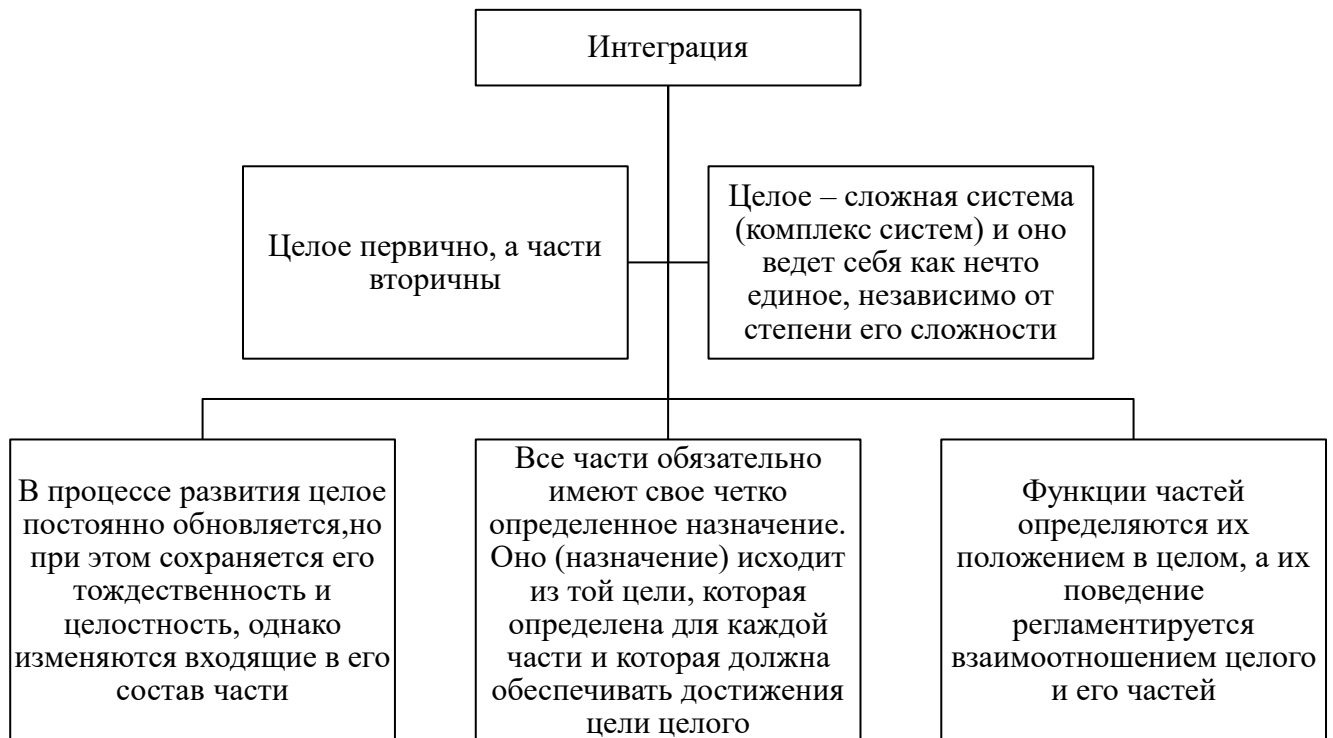 Интеграция
Целое первично, а части
вторичны
Целое – сложная система
(комплекс систем) и оно
ведет себя как нечто
единое, независимо от
степени его сложности
В процессе развития целое
постоянно обновляется,но
при этом сохраняется его
тождественность и
целостность, однако
изменяются входящие в его
состав части
Все части обязательно
имеют свое четко
определенное назначение.
Оно (назначение) исходит
из той цели, которая
определена для каждой
части и которая должна
обеспечивать достижения
цели целого
Функции частей
определяются их
положением в целом, а их
поведение
регламентируется
взаимоотношением целого
и его частей